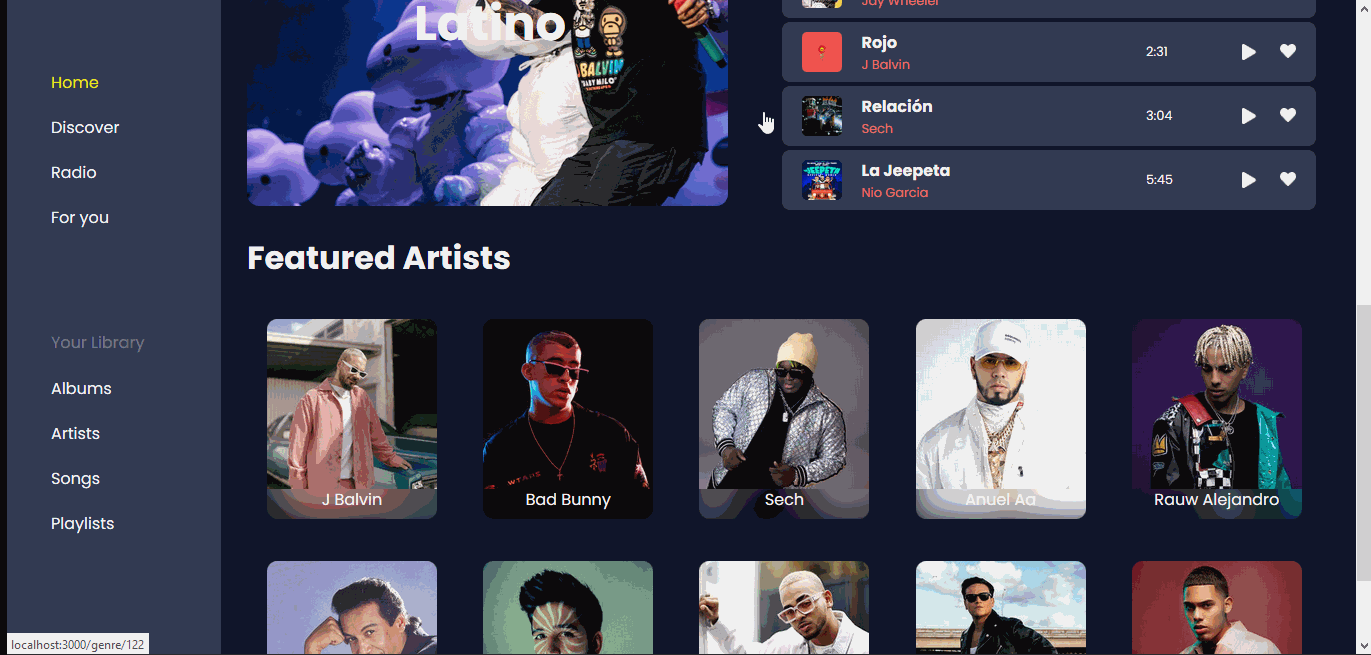 Home
Discover
Radio
For you
Your Library
Albums
Artists
Songs
Playlists
Latino
BALVIN
Jay Wheeler
Rojo
J Balvin
2:31
Relación
Sech
3:04
La Jeepeta
Nio Garcia
5:45
Featured Artists
J Balvin
Bad Bunny
Sech
Anuel Aa
Rauw Alejandro
localhost:3000/genre/122